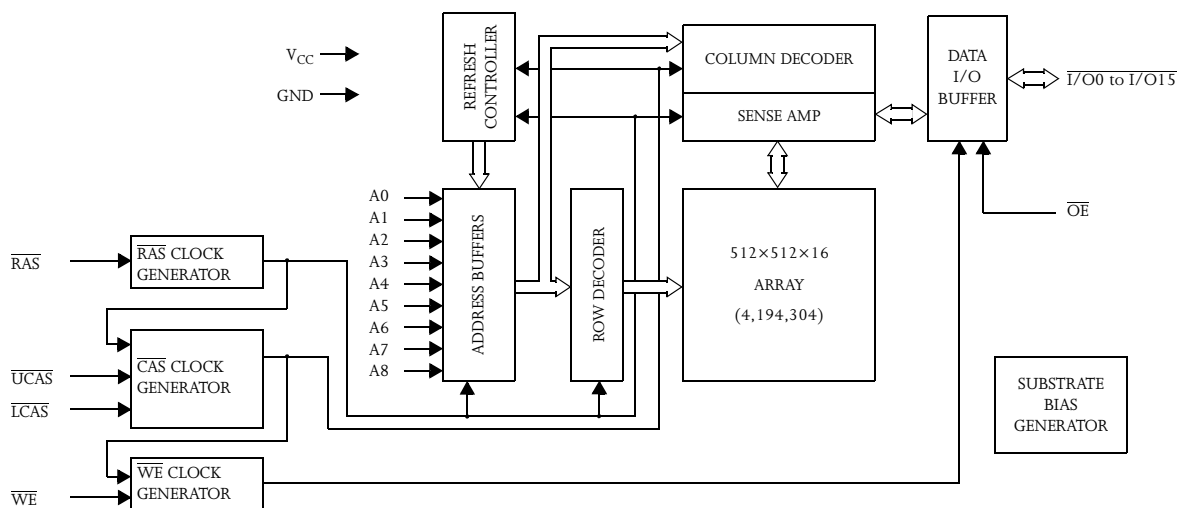 V_CC
GND
REFRESH
CONTROLLER
COLUMN DECODER
SENSE AMP
DATA
I/O
BUFFER
I/O0 to I/O15
OE
A0
A1
A2
A3
A4
A5
A6
A7
A8
ADDRESS BUFFERS
ROW DECODER
512×512×16
ARRAY
(4,194,304)
RAS
RAS CLOCK
GENERATOR
UCAS
LCAS
CAS CLOCK
GENERATOR
WE
WE CLOCK
GENERATOR
SUBSTRATE
BIAS
GENERATOR